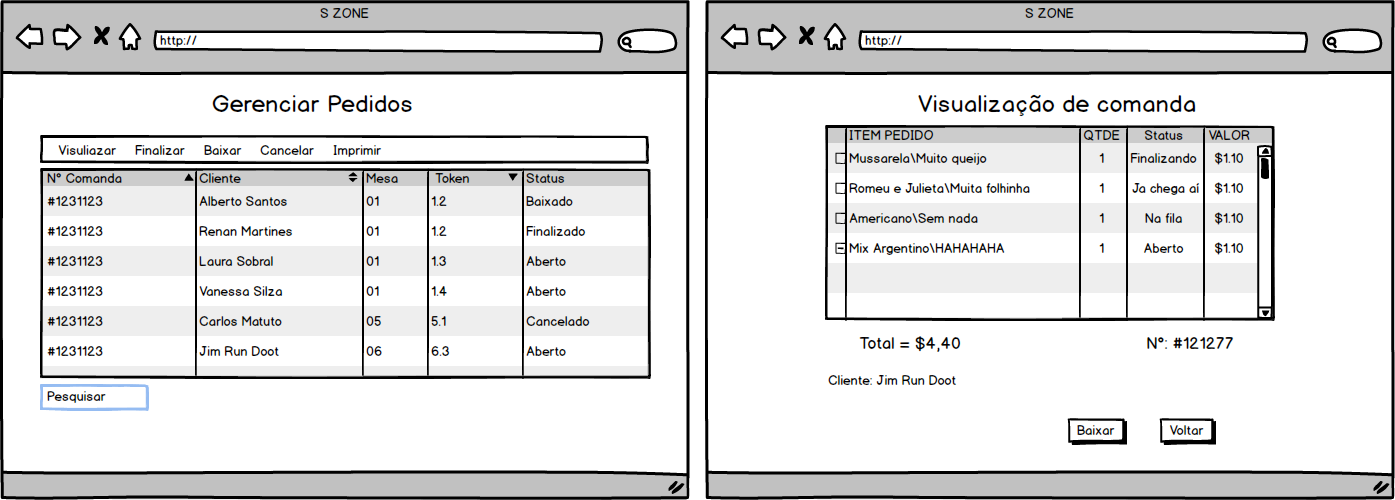 S ZONE
http://
Gerenciar Pedidos
Visuliazar Finalizar Baixar Cancelar Imprimir
Nº Comanda Cliente Mesa Token Status
#1231123 Alberto Santos 01 1.2 Baixado
#1231123 Renan Martines 01 1.2 Finalizado
#1231123 Laura Sobral 01 1.3 Aberto
#1231123 Vanessa Silza 01 1.4 Aberto
#1231123 Carlos Matuto 05 5.1 Cancelado
#1231123 Jim Run Doot 06 6.3 Aberto
Pesquisar
S ZONE
http://
Visualização de comanda
ITEM PEDIDO QTDE Status VALOR
Mussarela\Muito queijo 1 Finalizando $1.10
Romeu e Julieta\Muita folhinha 1 Ja chega aí $1.10
Americano\Sem nada 1 Na fila $1.10
Mix Argentino\HAHAHAHA 1 Aberto $1.10
Total = $4,40 Nº: #121277
Cliente: Jim Run Doot
Baixar Voltar